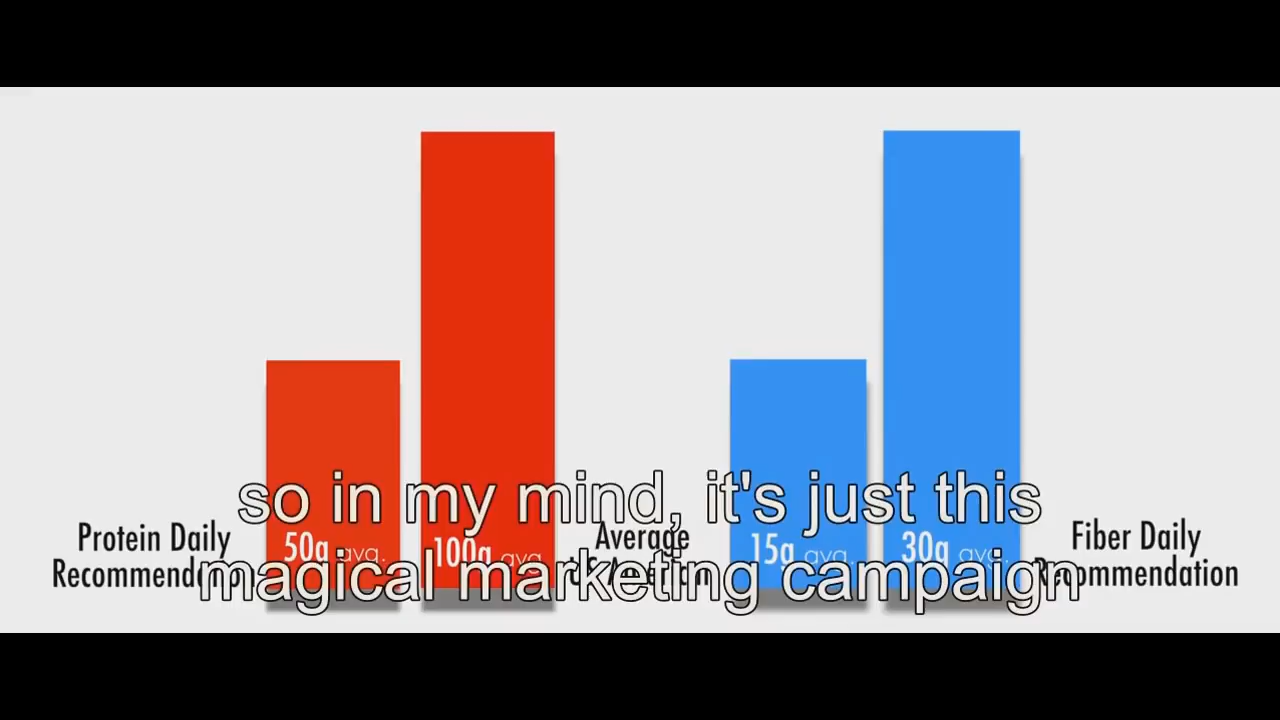 so in my mind, it's just this
magical marketing campaign
Protein Daily
50g avg.
100g avg.
Average
15g avg.
30g avg.
Fiber Daily
Recommendation